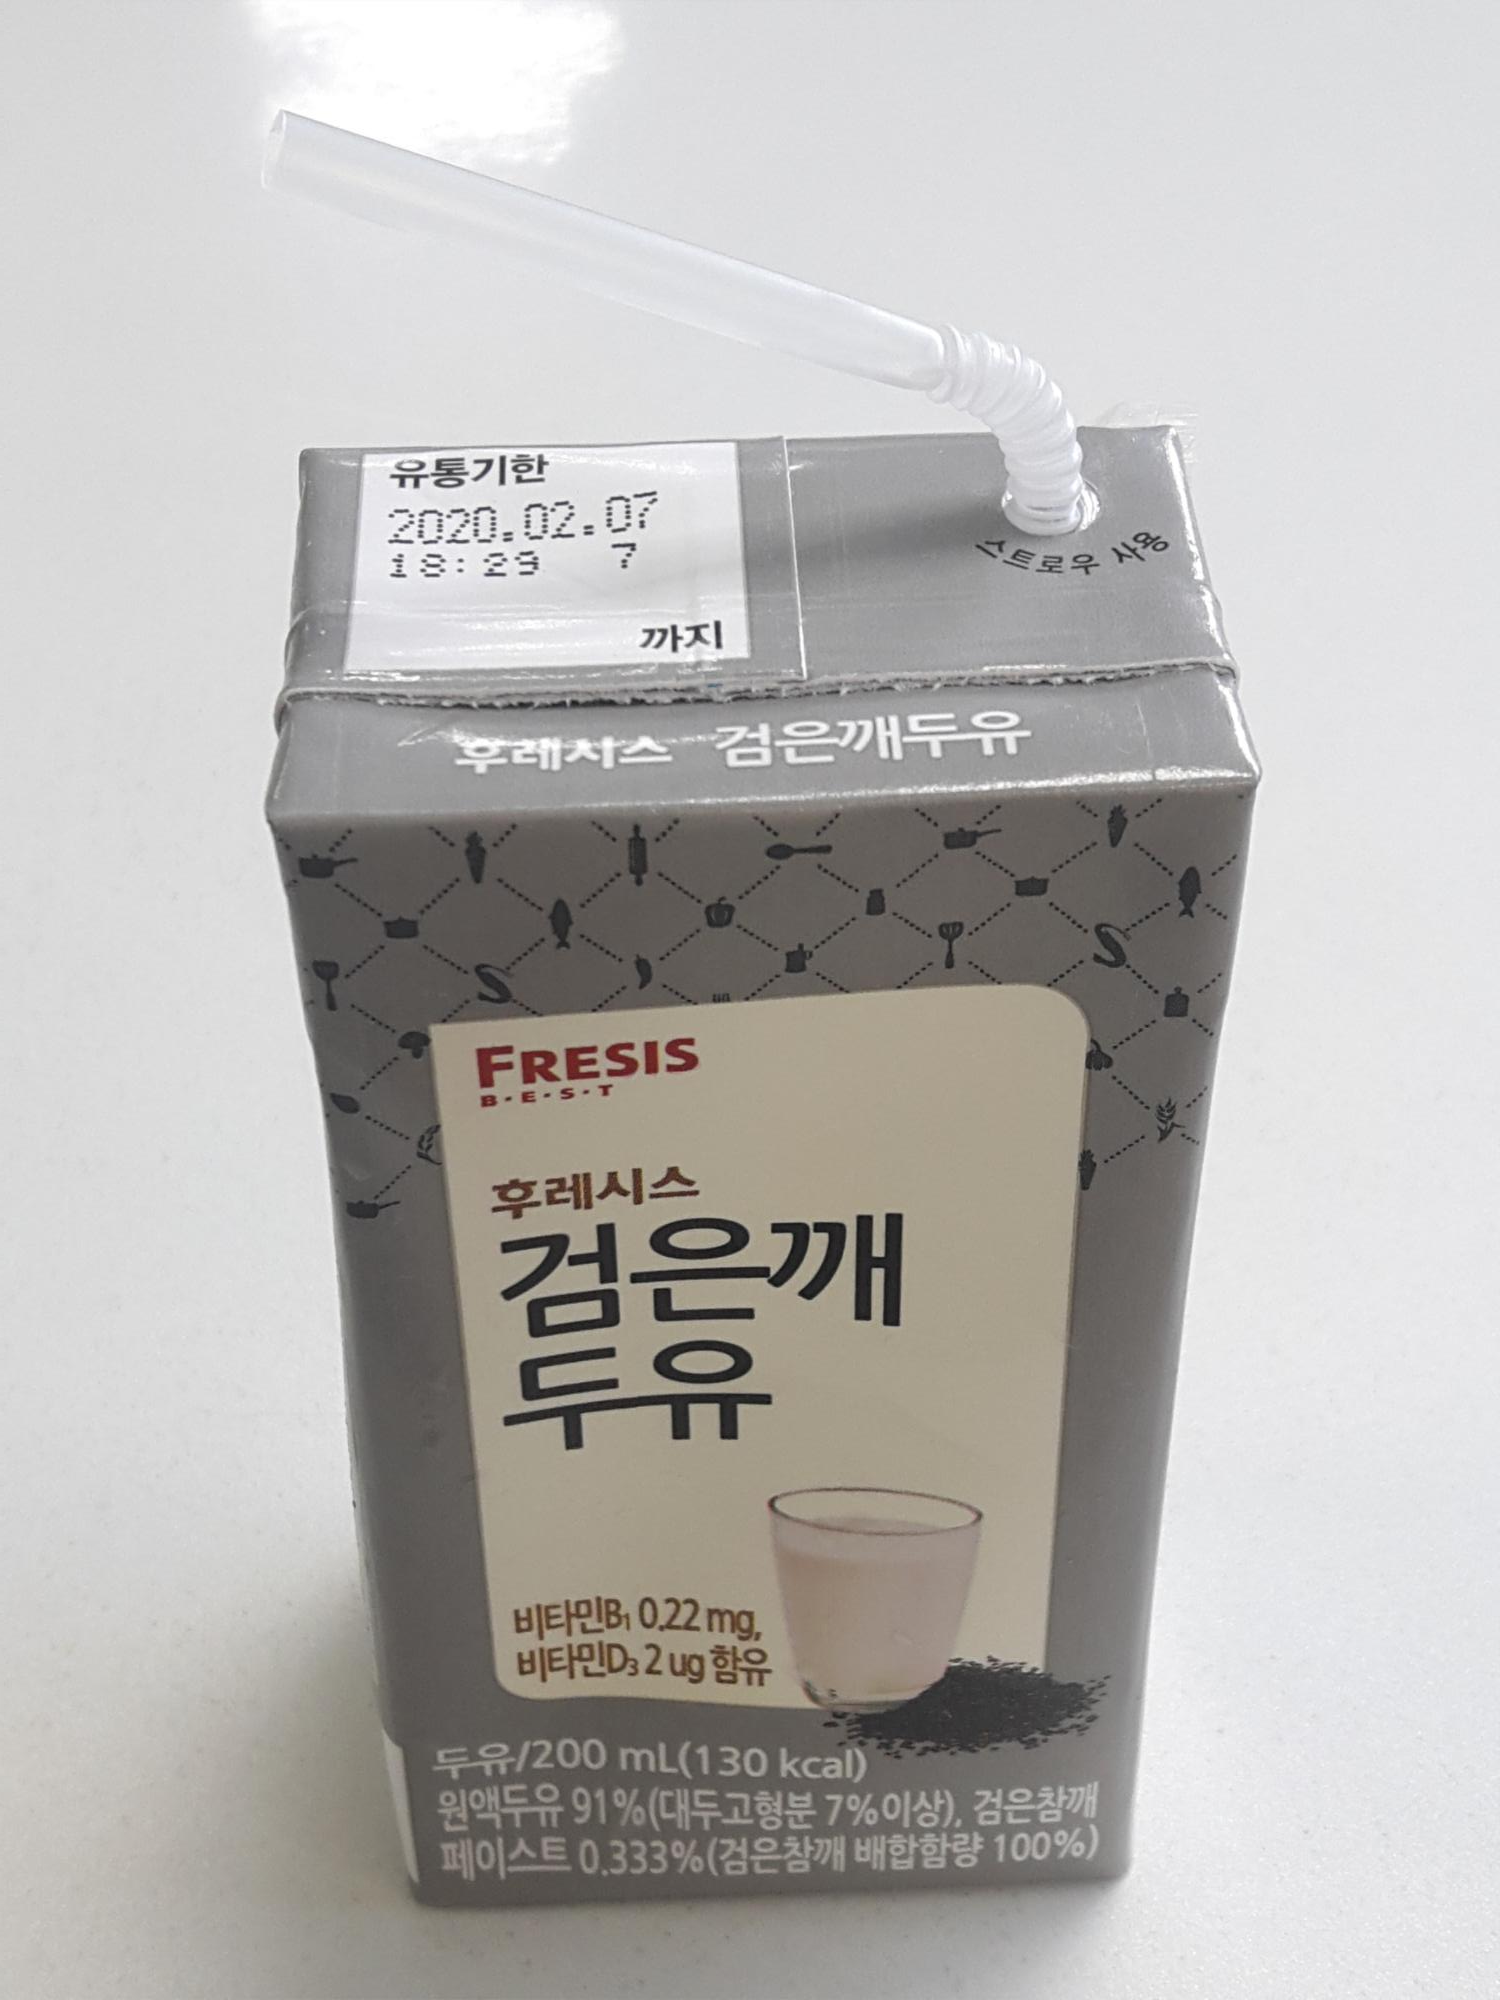 유통기한
2020.02.07
18:29 7
까지
스트로우 사용
후레시스 검은깨두유
FRESIS
B·E·S·T
후레시스
검은깨
두유
비타민B₁ 0.22 mg,
비타민D₃ 2 ug 함유
두유/200 mL(130 kcal)
원액두유 91%(대두고형분 7%이상), 검은참깨
페이스트 0.333%(검은참깨 배합함량 100%)